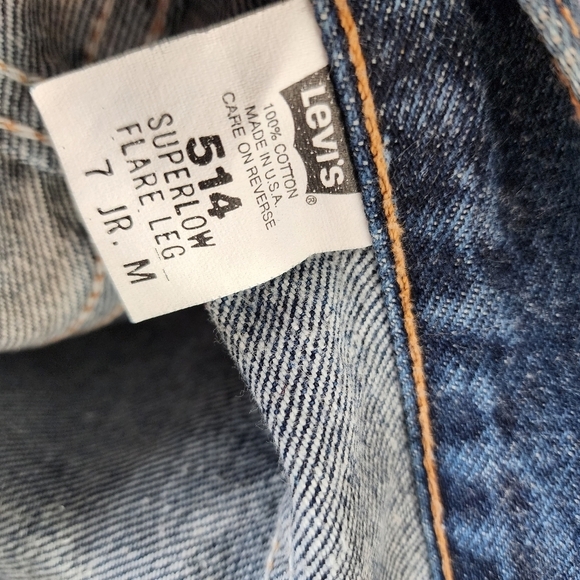 LEVI'S®
100% COTTON
MADE IN U.S.A.
CARE ON REVERSE
514
SUPERLOW
FLARE LEG
7 JR. M